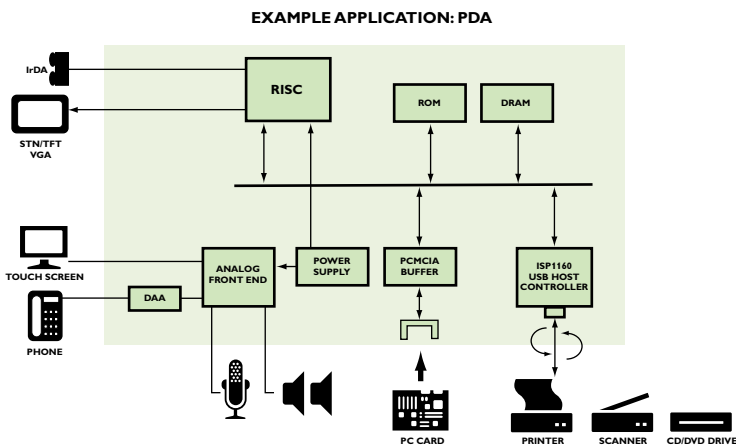 EXAMPLE APPLICATION: PDA
IrDA
RISC
ROM
DRAM
STN/TFT
VGA
TOUCH SCREEN
ANALOG
FRONT END
POWER
SUPPLY
PCMCIA
BUFFER
ISP1160
USB HOST
CONTROLLER
DAA
PHONE
PC CARD
PRINTER
SCANNER
CD/DVD DRIVE